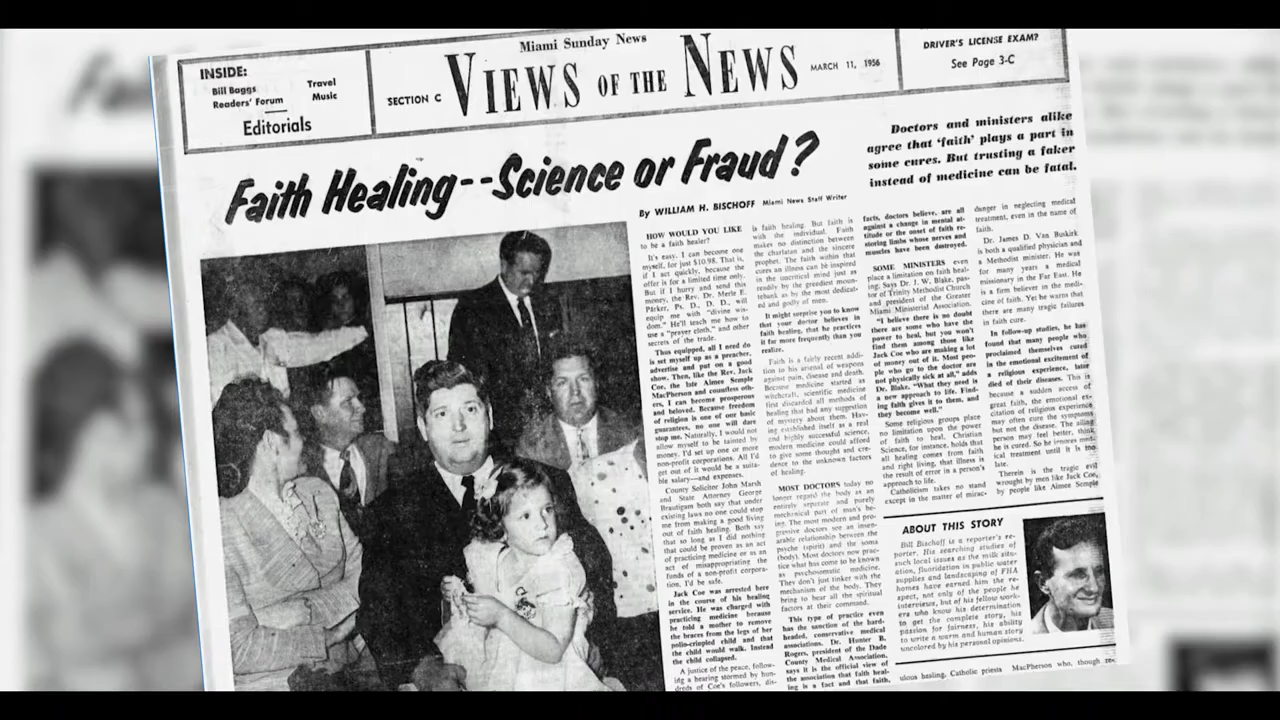 INSIDE:
Bill Baggs
Readers' Forum
Travel
Music
Editorials
Miami Sunday News
SECTION C
VIEWS OF THE NEWS
MARCH 11, 1956
DRIVER'S LICENSE EXAM?
See Page 3-C
Faith Healing--Science or Fraud?
Doctors and ministers alike
agree that 'faith' plays a part in
some cures. But trusting a faker
instead of medicine can be fatal.
By WILLIAM H. BISCHOFF Miami News Staff Writer
HOW WOULD YOU LIKE
to be a faith healer?
It's easy. I can become one
myself, for just $10.98. That is,
if I act quickly, because the
offer is for a limited time only.
But if I hurry and send this
money, the Rev. Dr. Merle E.
Parker, Ps. D., D. D., will
equip me with "divine wis-
dom." He'll teach me how to
use a "prayer cloth," and other
secrets of the trade.
Thus equipped, all I need do
is set myself up as a preacher,
advertise and put on a good
show. Then, like the Rev. Jack
Coe, the late Aimee Semple
MacPherson and countless oth-
ers, I can become prosperous
and beloved. Because freedom
of religion is one of our basic
guarantees, no one will dare
stop me. Naturally, I would not
allow myself to be tainted by
money. I'd set up one or more
non-profit corporations. All I'd
get out of it would be a suita-
ble salary—and expenses.
County Solicitor John Marsh
and State Attorney George
Brautigam both say that under
existing laws no one could stop
me from making a good living
out of faith healing. Both say
that so long as I did nothing
that could be proven as an act
of practicing medicine or as an
act of misappropriating the
funds of a non-profit corpora-
tion, I'd be safe.
Jack Coe was arrested here
in the course of his healing
service. He was charged with
practicing medicine because
he told a mother to remove
the braces from the legs of her
polio-crippled child and that
the child would walk. Instead
the child collapsed.
A justice of the peace, follow-
ing a hearing stormed by hun-
dreds of Coe's followers, dis-
is faith healing. But faith is
with the individual. Faith
makes no distinction between
the charlatan and the sincere
prophet. The faith within that
cures an illness can be inspired
in the uncritical mind just as
readily by the greediest moun-
tebank as by the most dedicat-
ed and godly of men.
It might surprise you to know
that your doctor believes in
faith healing, that he practices
it far more frequently than you
realize.
Faith is a fairly recent addi-
tion to his arsenal of weapons
against pain, disease and death.
Because medicine started as
witchcraft, scientific medicine
first discarded all methods of
healing that had any suggestion
of mystery about them. Hav-
ing established itself as a real
and highly successful science,
modern medicine could afford
to give some thought and cre-
dence to the unknown factors
of healing.
MOST DOCTORS today no
longer regard the body as an
entirely separate and purely
mechanical part of man's be-
ing. The most modern and pro-
gressive doctors see an insen-
arable relationship between the
psyche (spirit) and the soma
(body). Most doctors now prac-
tice what has come to be known
as psychosomatic medicine.
They don't just tinker with the
mechanism of the body. They
bring to bear all the spiritual
factors at their command.
This type of practice even
has the sanction of the hard-
headed, conservative medical
associations. Dr. Hunter B.
Rogers, president of the Dade
County Medical Association,
says it is the official view of
the association that faith heal-
ing is a fact and that faith,
facts, doctors believe, are all
against a change in mental at-
titude or the onset of faith re-
storing limbs whose nerves and
muscles have been destroyed.
SOME MINISTERS even
place a limitation on faith heal-
ing. Says Dr. J. W. Blake, pas-
tor of Trinity Methodist Church
and president of the Greater
Miami Ministerial Association.
"I believe there is no doubt
there are some who have the
power to heal, but you won't
find them among those like
Jack Coe who are making a lot
of money out of it. Most peo-
ple who go to the doctor are
not physically sick at all," adds
Dr. Blake. "What they need is
a new approach to life. Find-
ing faith gives it to them, and
they become well."
Some religious groups place
no limitation upon the power
of faith to heal. Christian
Science, for instance, holds that
all healing comes from faith
and right living, that illness is
the result of error in a person's
approach to life.
Catholicism takes no stand
except in the matter of mirac-
danger in neglecting medical
treatment, even in the name of
faith.
Dr. James D. Van Buskirk
is both a qualified physician and
a Methodist minister. He was
for many years a medical
missionary in the Far East. He
is a firm believer in the medi-
cine of faith. Yet he warns that
there are many tragic failures
in faith cure.
In follow-up studies, he has
found that many people who
proclaimed themselves cured
in the emotional excitement of
a religious experience, later
died of their diseases. This is
because a sudden access of
great faith, the emotional ex-
citation of religious experience
may often cure the symptoms
but not the disease. The ailing
person may feel better, think
he is cured. So he ignores med-
ical treatment until it is too
late.
Therein is the tragic evil
wrought by men like Jack Coe,
by people like Aimee Semple
ABOUT THIS STORY
Bill Bischoff is a reporter's re-
porter. His searching studies of
such local issues as the milk situ-
ation, fluoridation in public water
supplies and landscaping of FHA
homes have earned him the re-
spect, not only of the people he
interviews, but of his fellow work-
ers who know his determination
to get the complete story, his
passion for fairness, his ability
to write a warm and human story
uncolored by his personal opinions.
ulous healing. Catholic priests
MacPherson who, though